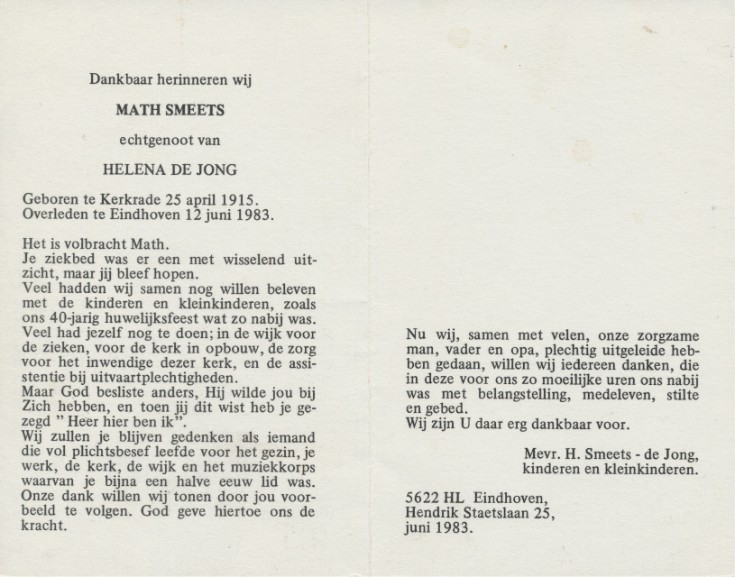 Dankbaar herinneren wij
MATH SMEETS
echtgenoot van
HELENA DE JONG
Geboren te Kerkrade 25 april 1915.
Overleden te Eindhoven 12 juni 1983.
Het is volbracht Math.
Je ziekbed was er een met wisselend uit-
zicht, maar jij bleef hopen.
Veel hadden wij samen nog willen beleven
met de kinderen en kleinkinderen, zoals
ons 40-jarig huwelijksfeest wat zo nabij was.
Veel had jezelf nog te doen; in de wijk voor
de zieken, voor de kerk in opbouw, de zorg
voor het inwendige dezer kerk, en de assi-
stentie bij uitvaartplechtigheden.
Maar God besliste anders, Hij wilde jou bij
Zich hebben, en toen jij dit wist heb je ge-
zegd " Heer hier ben ik".
Wij zullen je blijven gedenken als iemand
die vol plichtsbesef leefde voor het gezin, je
werk, de kerk, de wijk en het muziekkorps
waarvan je bijna een halve eeuw lid was.
Onze dank willen wij tonen door jou voor-
beeld te volgen. God geve hiertoe ons de
kracht.
Nu wij, samen met velen, onze zorgzame
man, vader en opa, plechtig uitgeleide heb-
ben gedaan, willen wij iedereen danken, die
in deze voor ons zo moeilijke uren ons nabij
was met belangstelling, medeleven, stilte
en gebed.
Wij zijn U daar erg dankbaar voor.
Mevr. H. Smeets - de Jong,
kinderen en kleinkinderen.
5622 HL Eindhoven,
Hendrik Staetslaan 25,
juni 1983.